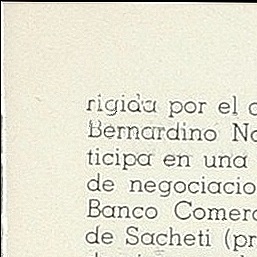 rigida por el
Bernardino
ticipa en una
de negociacio
Banco Comer
de Sacheti (pr